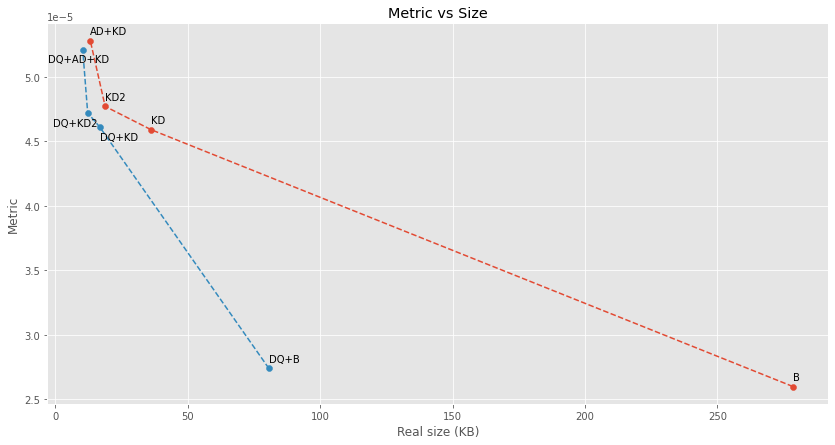 Metric vs Size
1e−5
AD+KD
DQ+AD+KD
5.0
KD2
KD
DQ+KD2
DQ+KD
4.5
4.0
Metric
3.5
3.0
DQ+B
B
2.5
0 50 100 150 200 250
Real size (KB)